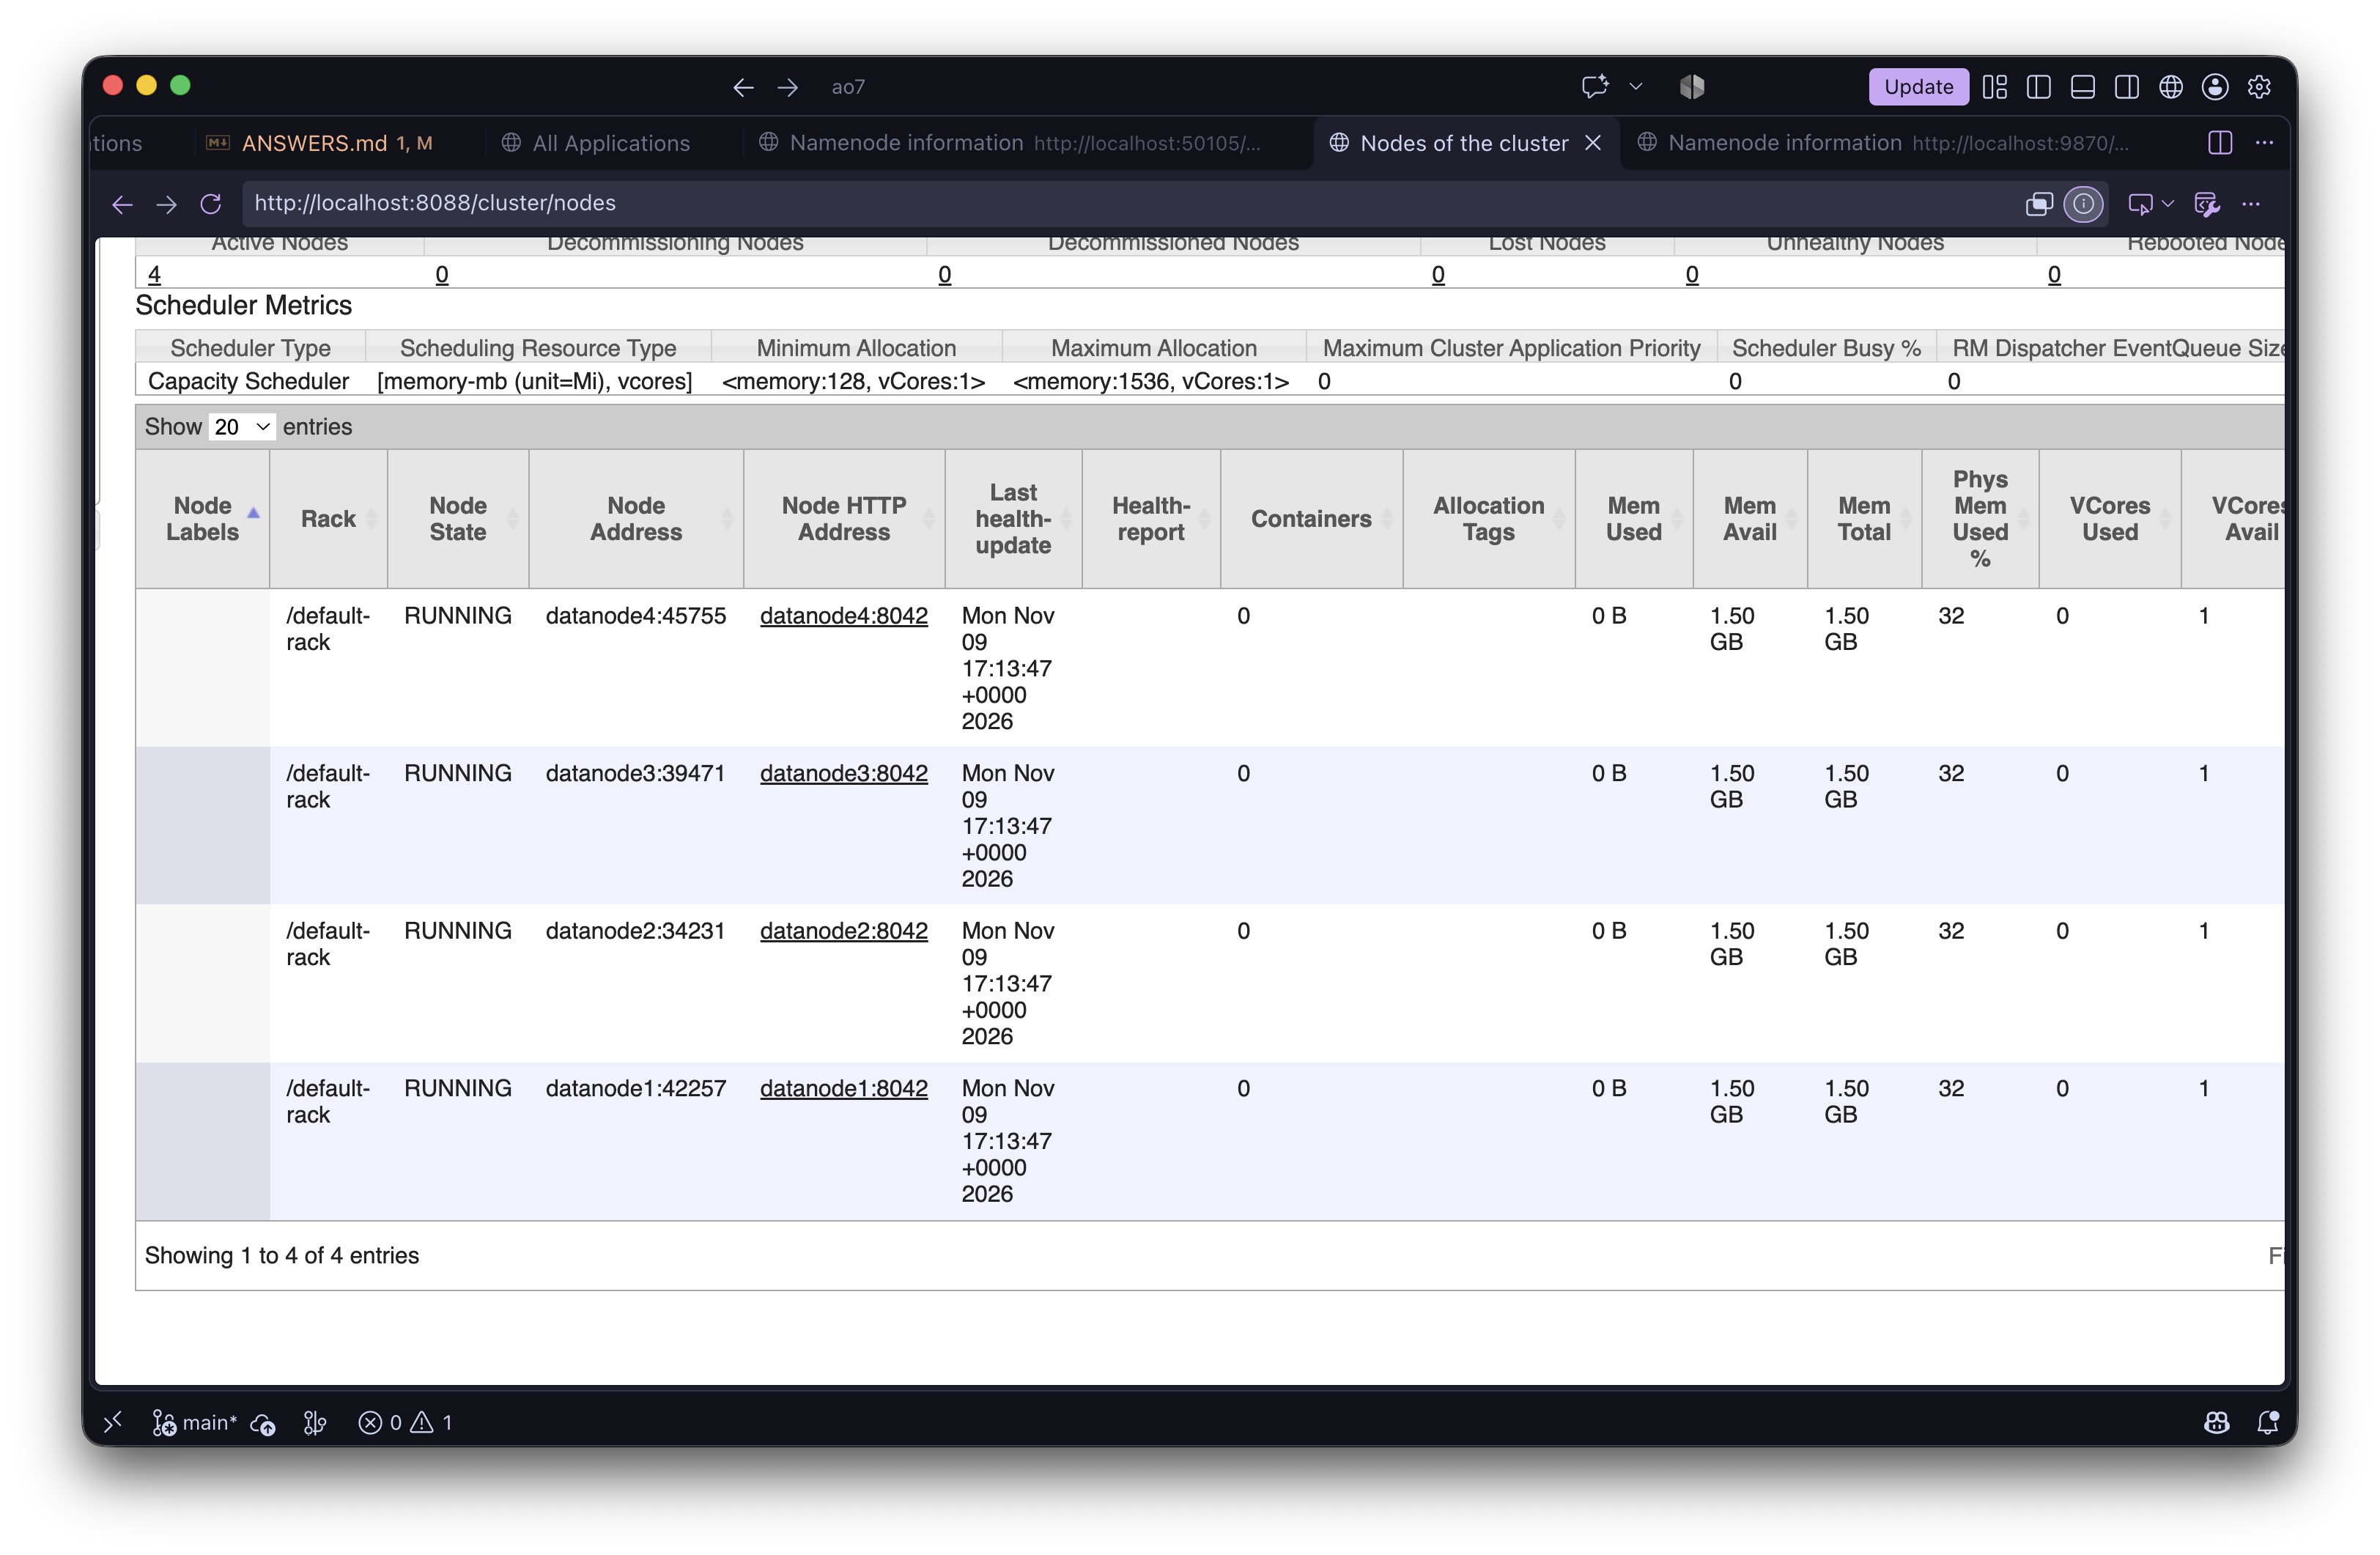 ao7
Update
tions
ANSWERS.md 1, M
All Applications
Namenode information http://localhost:50105/...
Nodes of the cluster
Namenode information http://localhost:9870/...
http://localhost:8088/cluster/nodes
Active Nodes Decommissioning Nodes Decommissioned Nodes Lost Nodes Unhealthy Nodes Rebooted Node
4 0 0 0 0 0
Scheduler Metrics
Scheduler Type Scheduling Resource Type Minimum Allocation Maximum Allocation Maximum Cluster Application Priority Scheduler Busy % RM Dispatcher EventQueue Size
Capacity Scheduler [memory-mb (unit=Mi), vcores] <memory:128, vCores:1> <memory:1536, vCores:1> 0 0 0
Show 20 entries
Node Labels
Rack
Node State
Node Address
Node HTTP Address
Last health-update
Health-report
Containers
Allocation Tags
Mem Used
Mem Avail
Mem Total
Phys Mem Used %
VCores Used
VCores Avail
/default-rack RUNNING datanode4:45755 datanode4:8042 Mon Nov 09 17:13:47 +0000 2026 0 0 B 1.50 GB 1.50 GB 32 0 1
/default-rack RUNNING datanode3:39471 datanode3:8042 Mon Nov 09 17:13:47 +0000 2026 0 0 B 1.50 GB 1.50 GB 32 0 1
/default-rack RUNNING datanode2:34231 datanode2:8042 Mon Nov 09 17:13:47 +0000 2026 0 0 B 1.50 GB 1.50 GB 32 0 1
/default-rack RUNNING datanode1:42257 datanode1:8042 Mon Nov 09 17:13:47 +0000 2026 0 0 B 1.50 GB 1.50 GB 32 0 1
Showing 1 to 4 of 4 entries
Fi
main* 0 1